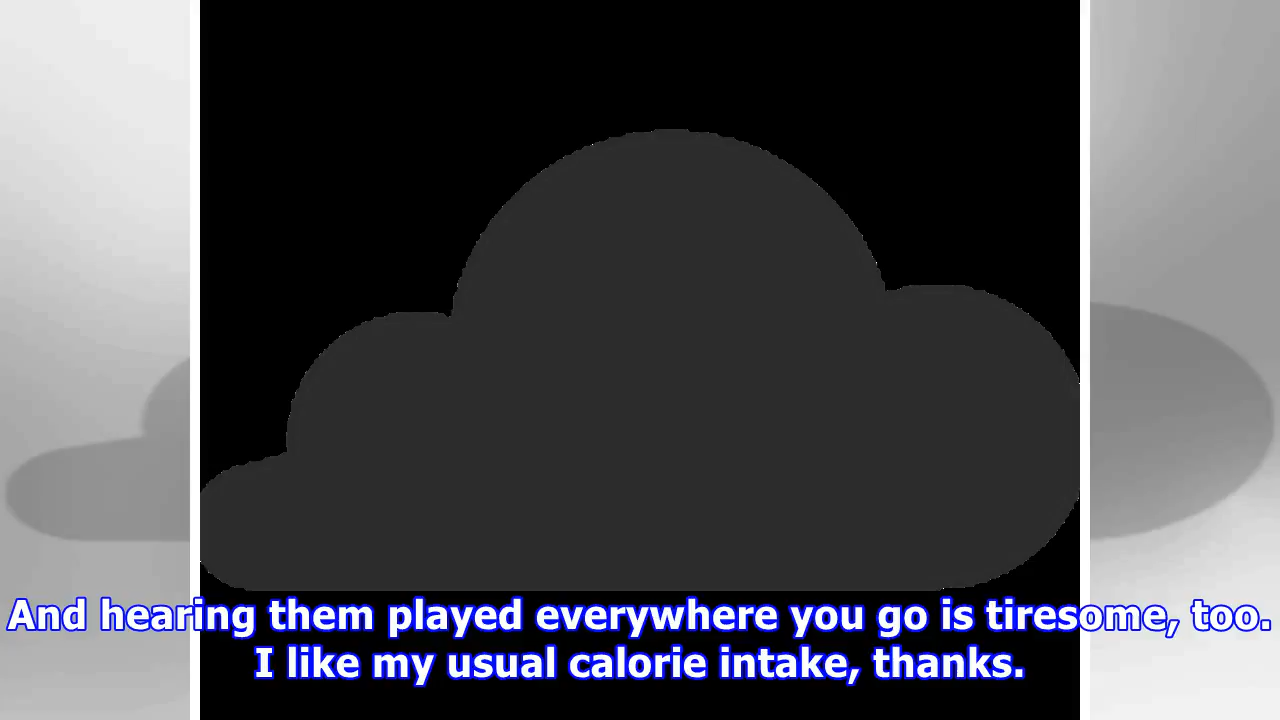 And hearing them played everywhere you go is tiresome, too.
I like my usual calorie intake, thanks.